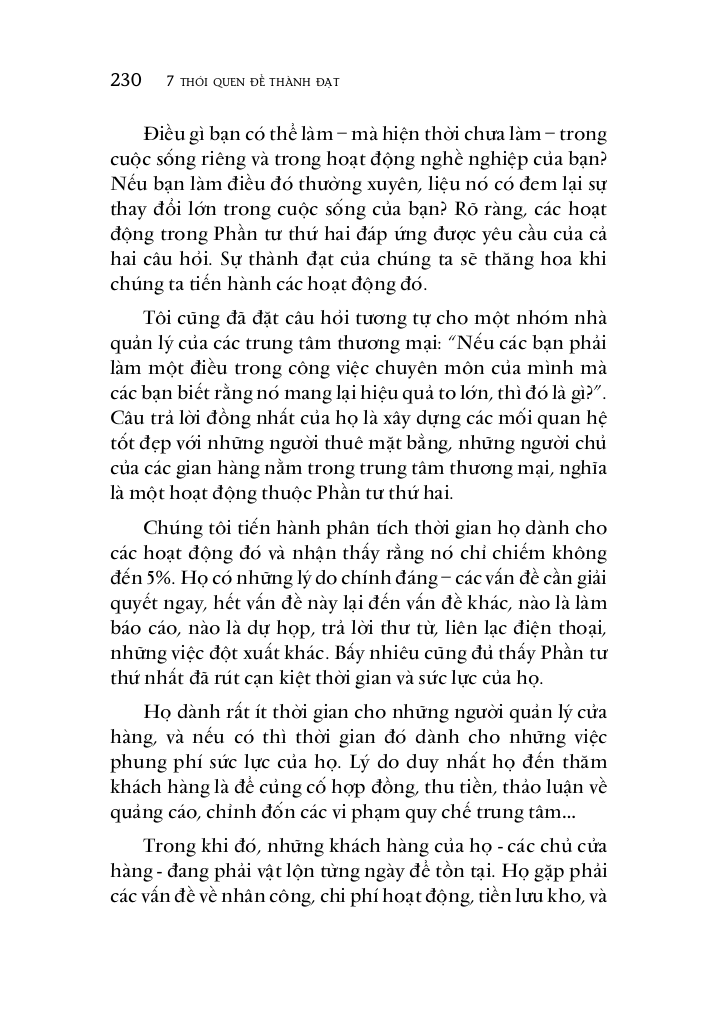 230 7 THÓI QUEN ĐỂ THÀNH ĐẠT
Điều gì bạn có thể làm – mà hiện thời chưa làm – trong
cuộc sống riêng và trong hoạt động nghề nghiệp của bạn?
Nếu bạn làm điều đó thường xuyên, liệu nó có đem lại sự
thay đổi lớn trong cuộc sống của bạn? Rõ ràng, các hoạt
động trong Phần tư thứ hai đáp ứng được yêu cầu của cả
hai câu hỏi. Sự thành đạt của chúng ta sẽ thăng hoa khi
chúng ta tiến hành các hoạt động đó.
Tôi cũng đã đặt câu hỏi tương tự cho một nhóm nhà
quản lý của các trung tâm thương mại: “Nếu các bạn phải
làm một điều trong công việc chuyên môn của mình mà
các bạn biết rằng nó mang lại hiệu quả to lớn, thì đó là gì?”.
Câu trả lời đồng nhất của họ là xây dựng các mối quan hệ
tốt đẹp với những người thuê mặt bằng, những người chủ
của các gian hàng nằm trong trung tâm thương mại, nghĩa
là một hoạt động thuộc Phần tư thứ hai.
Chúng tôi tiến hành phân tích thời gian họ dành cho
các hoạt động đó và nhận thấy rằng nó chỉ chiếm không
đến 5%. Họ có những lý do chính đáng – các vấn đề cần giải
quyết ngay, hết vấn đề này lại đến vấn đề khác, nào là làm
báo cáo, nào là dự họp, trả lời thư từ, liên lạc điện thoại,
những việc đột xuất khác. Bấy nhiêu cũng đủ thấy Phần tư
thứ nhất đã rút cạn kiệt thời gian và sức lực của họ.
Họ dành rất ít thời gian cho những người quản lý cửa
hàng, và nếu có thì thời gian đó dành cho những việc
phung phí sức lực của họ. Lý do duy nhất họ đến thăm
khách hàng là để củng cố hợp đồng, thu tiền, thảo luận về
quảng cáo, chỉnh đốn các vi phạm quy chế trung tâm...
Trong khi đó, những khách hàng của họ - các chủ cửa
hàng - đang phải vật lộn từng ngày để tồn tại. Họ gặp phải
các vấn đề về nhân công, chi phí hoạt động, tiền lưu kho, và